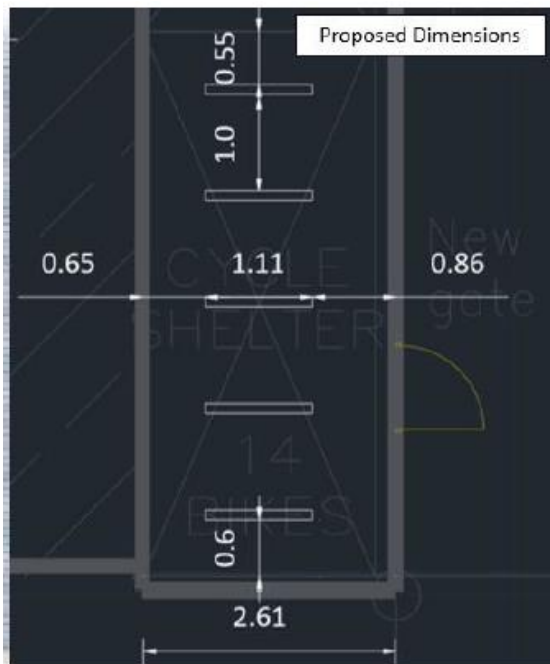 Proposed Dimensions
0.55
1.0
0.65
1.11
0.86
CYCLE
SHELTER
New
gate
14
BIKES
0.6
2.61